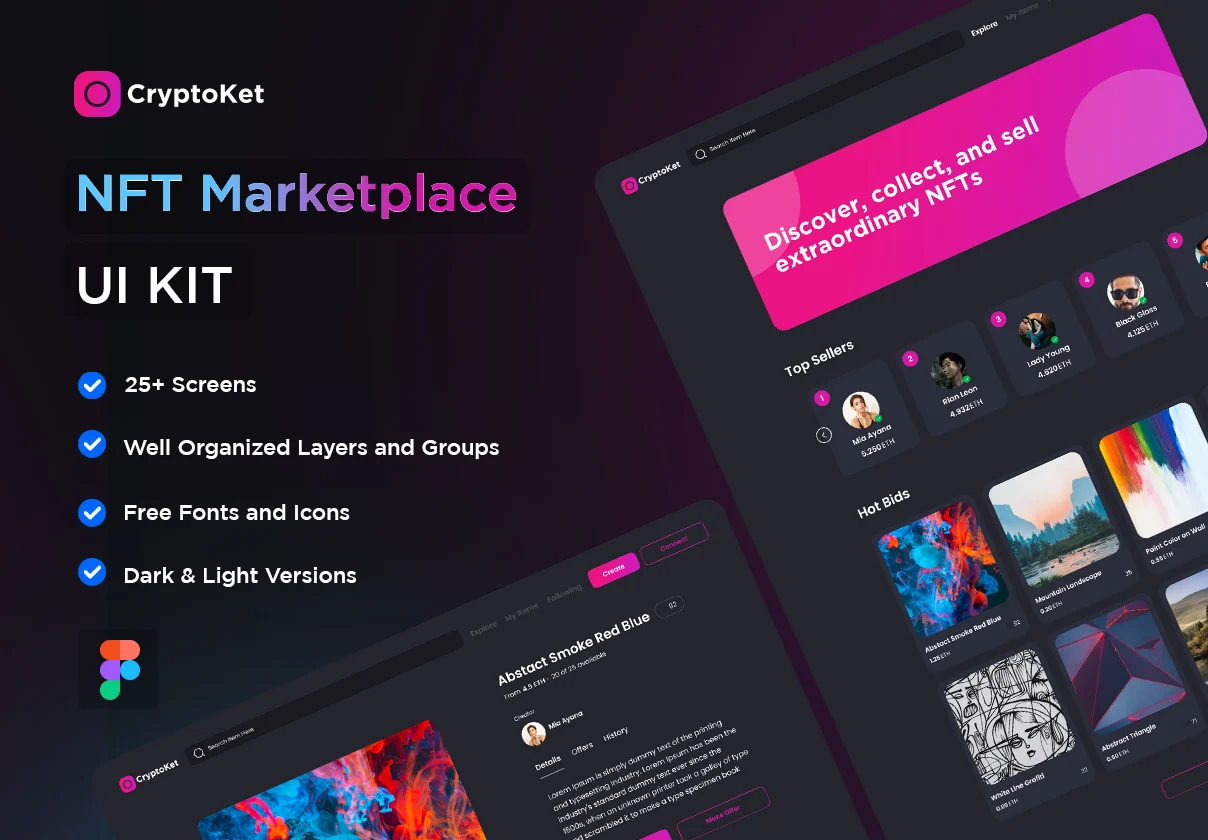 CryptoKet
NFT Marketplace
UI KIT
25+ Screens
Well Organized Layers and Groups
Free Fonts and Icons
Dark & Light Versions
CryptoKet
Search Item Here
Explore
My Items
Discover, collect, and sell
extraordinary NFTs
Top Sellers
1
Mia Ayana
5.250 ETH
2
Rian Leon
4.932 ETH
3
Lady Young
4.620 ETH
4
Black Glass
4.125 ETH
5
Hot Bids
Abstract Smoke Red Blue
1.25 ETH
92
Mountain Landscape
0.20 ETH
25
Paint Color on Wall
0.55 ETH
White Line Grafiti
0.09 ETH
22
Abstract Triangle
0.90 ETH
71
CryptoKet
Search Item Here
Explore
My Items
Following
Create
Connect
Abstact Smoke Red Blue
92
From 4.5 ETH · 20 of 25 available
Creator
Mia Ayana
Details
Offers
History
Lorem Ipsum is simply dummy text of the printing
and typesetting industry. Lorem Ipsum has been the
industry's standard dummy text ever since the
1500s, when an unknown printer took a galley of type
and scrambled it to make a type specimen book
Make Offer